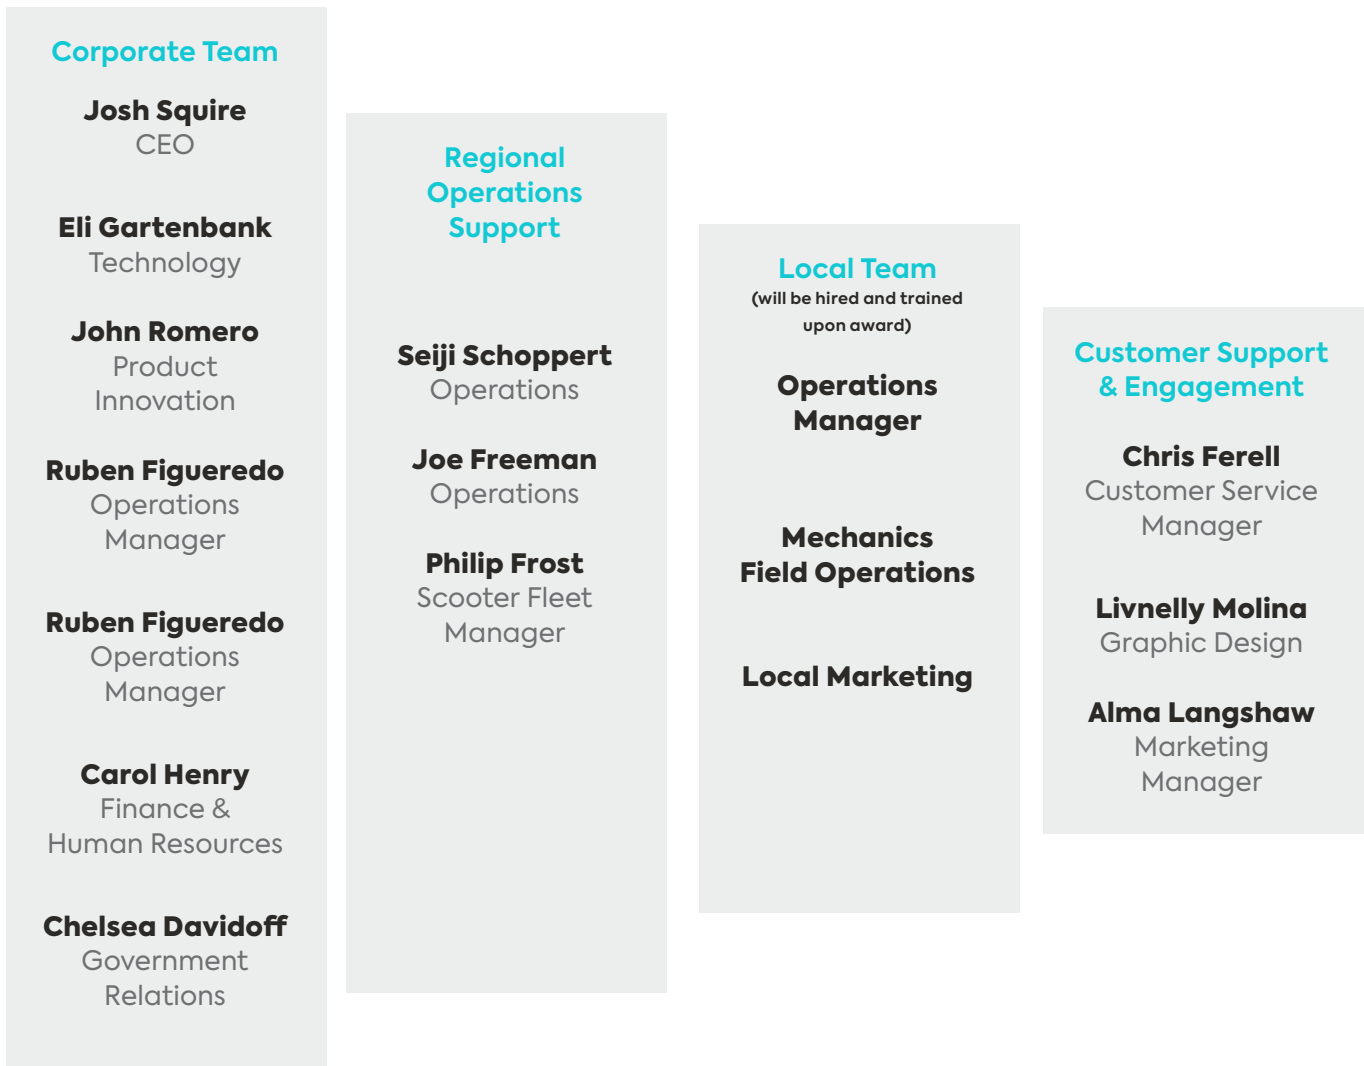 Corporate Team
Josh Squire
CEO
Eli Gartenbank
Technology
John Romero
Product
Innovation
Ruben Figueredo
Operations
Manager
Ruben Figueredo
Operations
Manager
Carol Henry
Finance &
Human Resources
Chelsea Davidoff
Government
Relations
Regional
Operations
Support
Seiji Schoppert
Operations
Joe Freeman
Operations
Philip Frost
Scooter Fleet
Manager
Local Team
(will be hired and trained
upon award)
Operations
Manager
Mechanics
Field Operations
Local Marketing
Customer Support
& Engagement
Chris Ferell
Customer Service
Manager
Livnelly Molina
Graphic Design
Alma Langshaw
Marketing
Manager